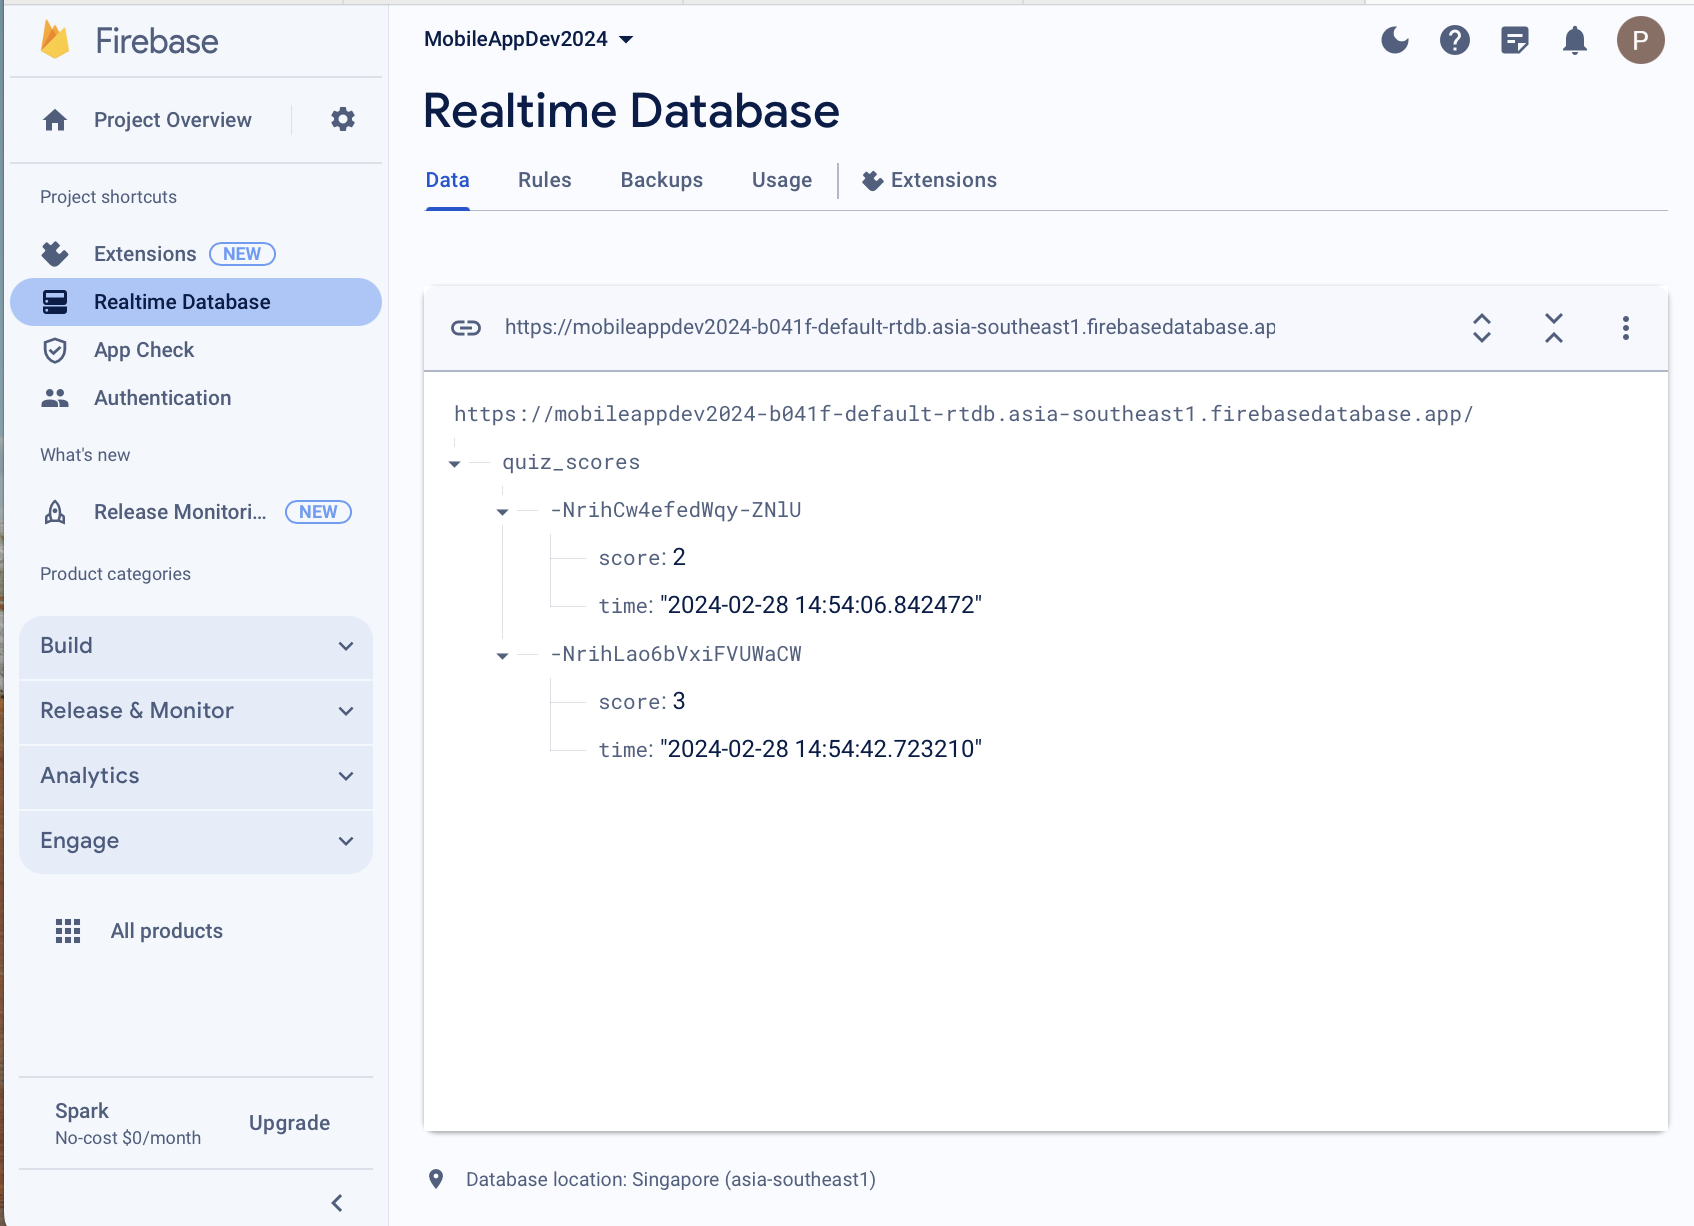 Firebase
Project Overview
Project shortcuts
Extensions NEW
Realtime Database
App Check
Authentication
What's new
Release Monitori... NEW
Product categories
Build
Release & Monitor
Analytics
Engage
All products
Spark
No-cost $0/month
Upgrade
MobileAppDev2024
P
Realtime Database
Data Rules Backups Usage Extensions
https://mobileappdev2024-b041f-default-rtdb.asia-southeast1.firebasedatabase.ap
https://mobileappdev2024-b041f-default-rtdb.asia-southeast1.firebasedatabase.app/
quiz_scores
-NrihCw4efedWqy-ZNlU
score: 2
time: "2024-02-28 14:54:06.842472"
-NrihLao6bVxiFVUWaCW
score: 3
time: "2024-02-28 14:54:42.723210"
Database location: Singapore (asia-southeast1)